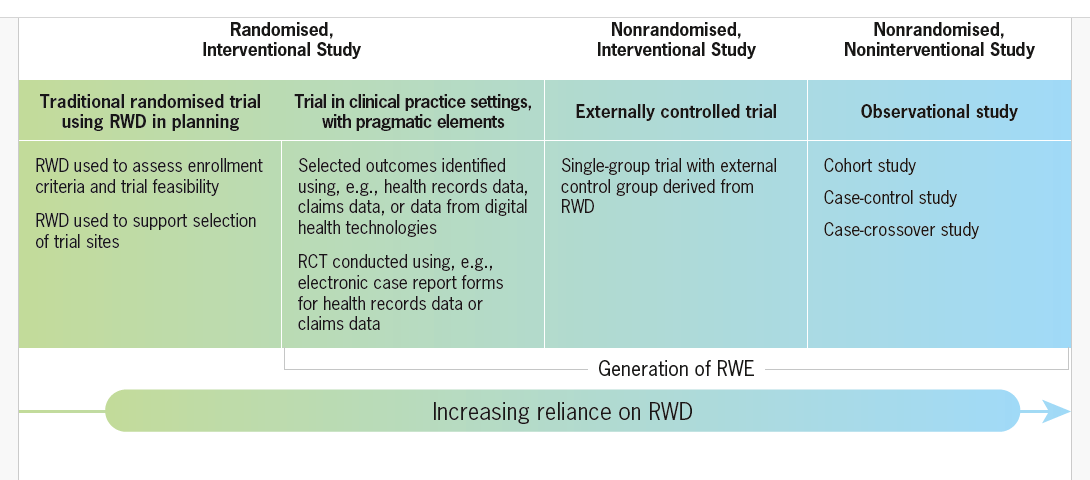 Randomised,
Interventional Study
Nonrandomised,
Interventional Study
Nonrandomised,
Noninterventional Study
Traditional randomised trial
using RWD in planning
Trial in clinical practice settings,
with pragmatic elements
Externally controlled trial
Observational study
RWD used to assess enrollment
criteria and trial feasibility
RWD used to support selection
of trial sites
Selected outcomes identified
using, e.g., health records data,
claims data, or data from digital
health technologies
RCT conducted using, e.g.,
electronic case report forms
for health records data or
claims data
Single-group trial with external
control group derived from
RWD
Cohort study
Case-control study
Case-crossover study
Generation of RWE
Increasing reliance on RWD